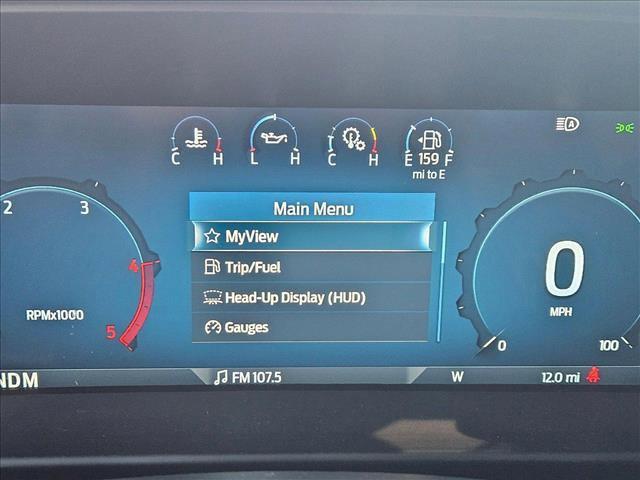 C H
L H
C H
E 159 F
mi to E
A
Main Menu
MyView
Trip/Fuel
Head-Up Display (HUD)
Gauges
2 3 4 5
RPMx1000
0
MPH
0 100
NDM
FM 107.5
W
12.0 mi